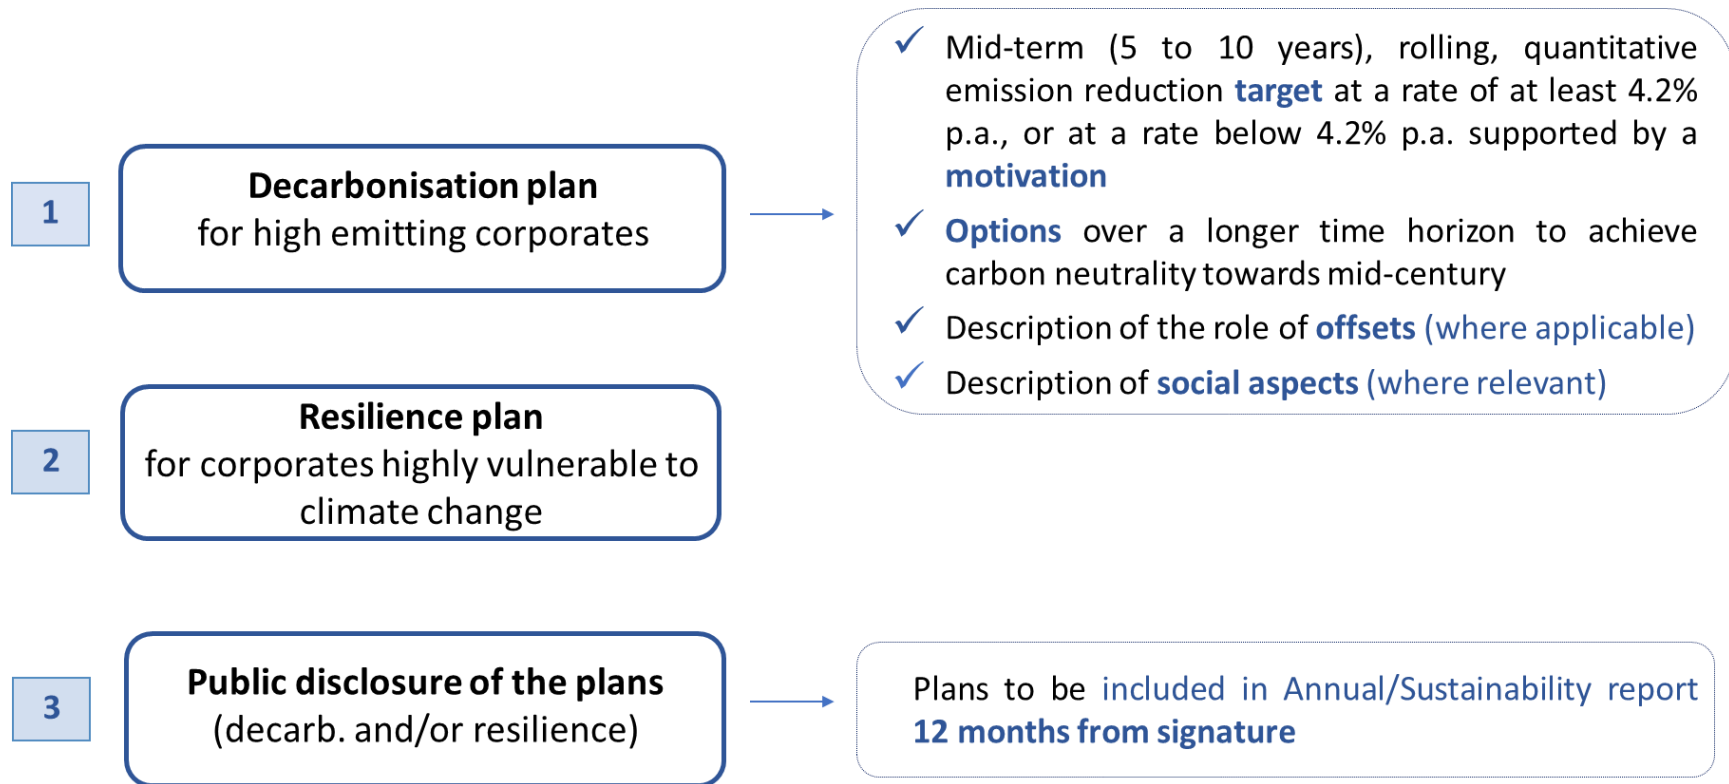 1
Decarbonisation plan
for high emitting corporates
✓ Mid-term (5 to 10 years), rolling, quantitative
emission reduction target at a rate of at least 4.2%
p.a., or at a rate below 4.2% p.a. supported by a
motivation
✓ Options over a longer time horizon to achieve
carbon neutrality towards mid-century
✓ Description of the role of offsets (where applicable)
✓ Description of social aspects (where relevant)
2
Resilience plan
for corporates highly vulnerable to
climate change
3
Public disclosure of the plans
(decarb. and/or resilience)
Plans to be included in Annual/Sustainability report
12 months from signature